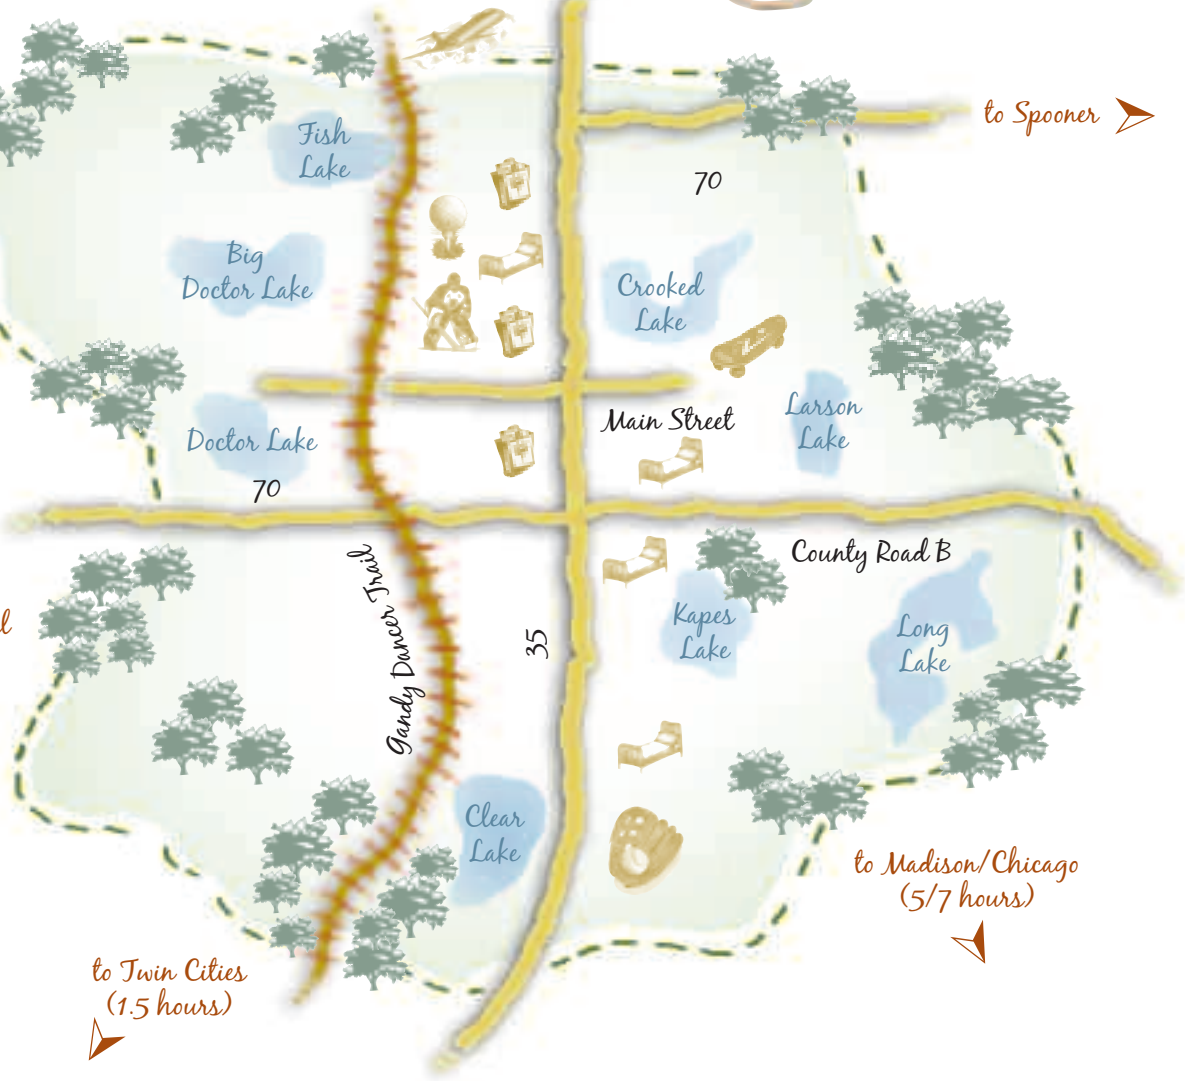 to Spooner
Fish
Lake
70
Big
Doctor Lake
Crooked
Lake
Main Street
Larson
Lake
Doctor Lake
70
County Road B
Gandy Dancer Trail
35
Kapes
Lake
Long
Lake
Clear
Lake
to Madison/Chicago
(5/7 hours)
to Twin Cities
(1.5 hours)